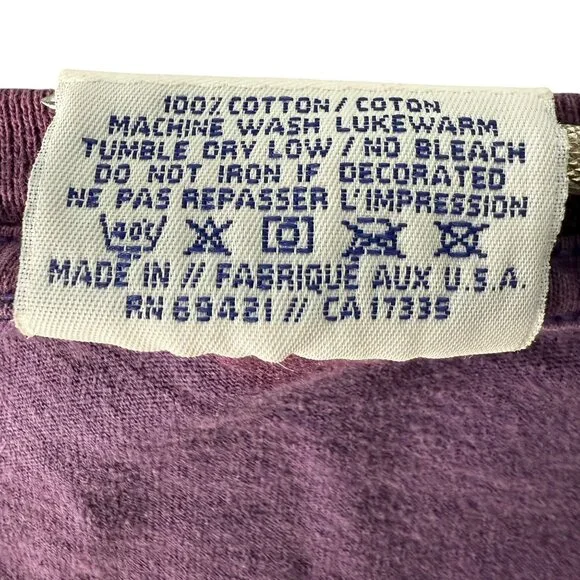 100% COTTON / COTON
MACHINE WASH LUKEWARM
TUMBLE DRY LOW / NO BLEACH
DO NOT IRON IF DECORATED
NE PAS REPASSER L'IMPRESSION
40°
MADE IN // FABRIQUE AUX U.S.A.
RN 69421 // CA 17339